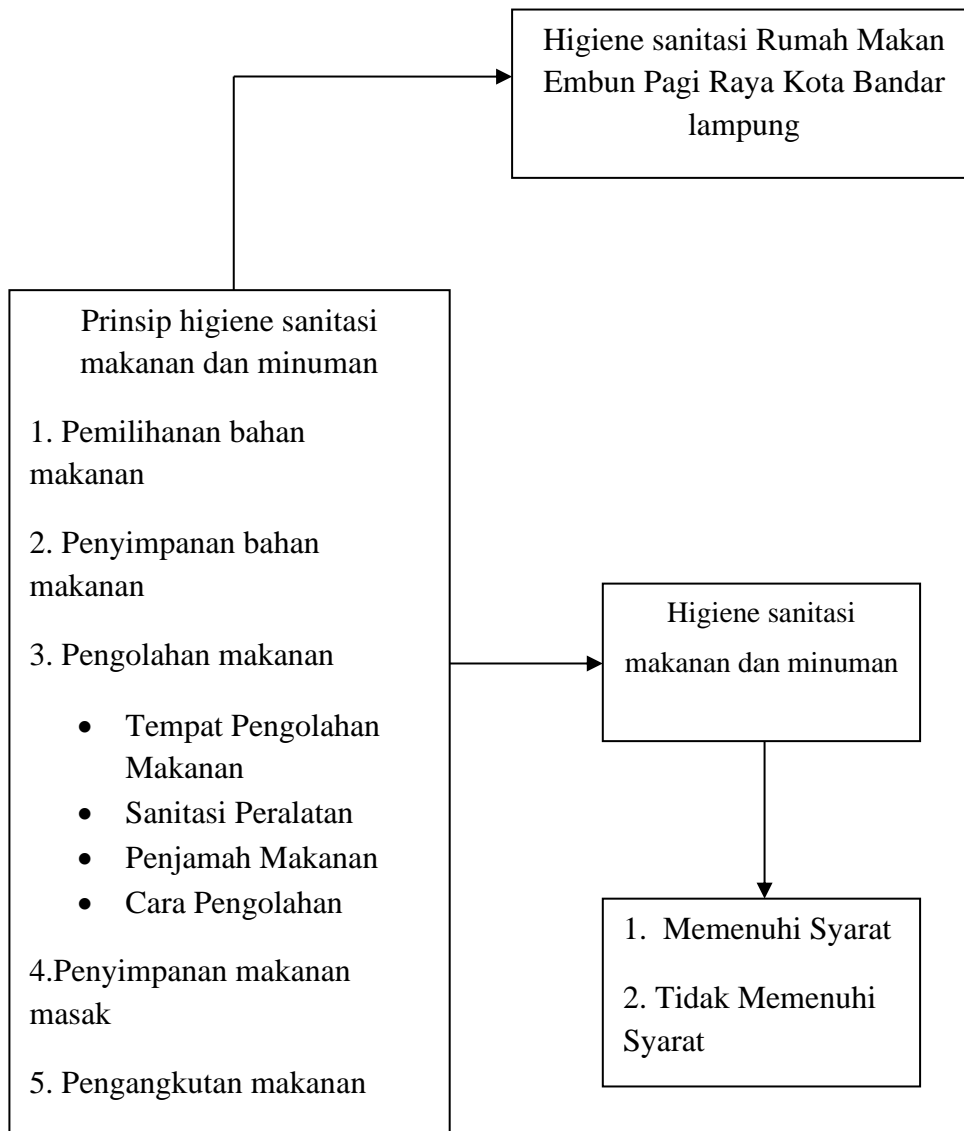 Higiene sanitasi Rumah Makan
Embun Pagi Raya Kota Bandar
lampung
Prinsip higiene sanitasi
makanan dan minuman
1. Pemilihanan bahan
makanan
2. Penyimpanan bahan
makanan
3. Pengolahan makanan
• Tempat Pengolahan
Makanan
• Sanitasi Peralatan
• Penjamah Makanan
• Cara Pengolahan
4.Penyimpanan makanan
masak
5. Pengangkutan makanan
Higiene sanitasi
makanan dan minuman
1. Memenuhi Syarat
2. Tidak Memenuhi
Syarat